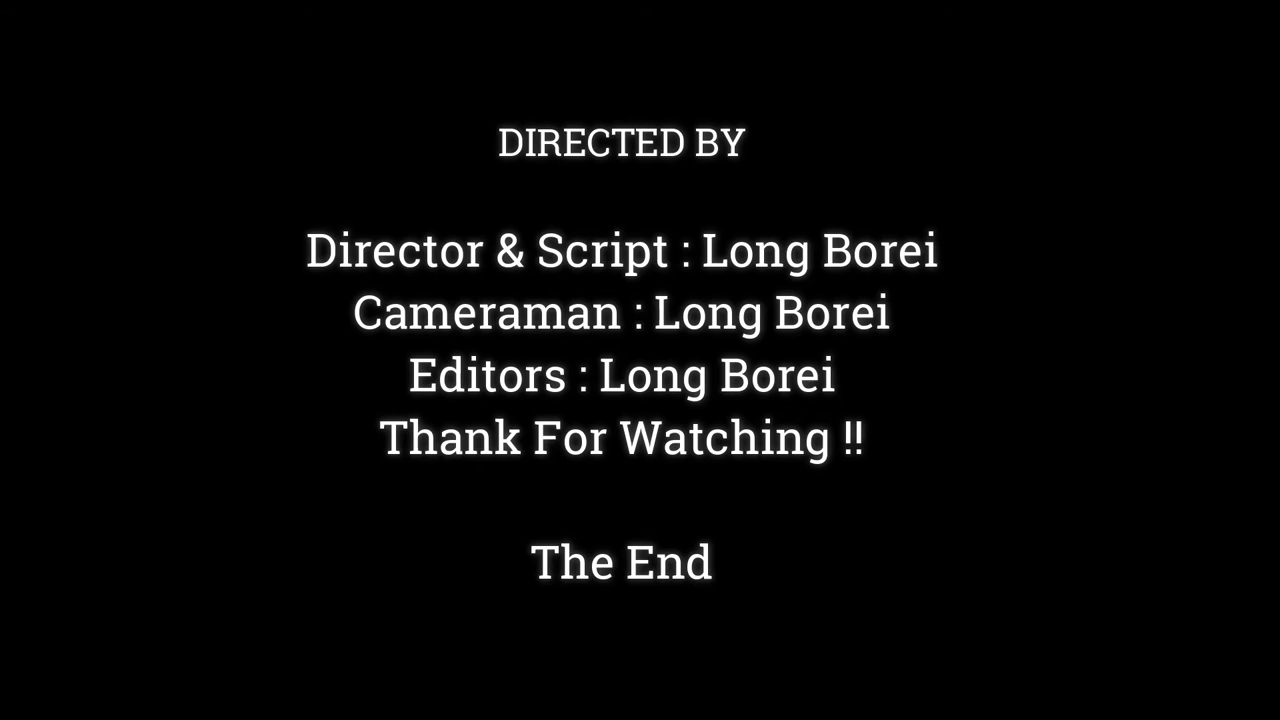 DIRECTED BY
Director & Script : Long Borei
Cameraman : Long Borei
Editors : Long Borei
Thank For Watching !!
The End